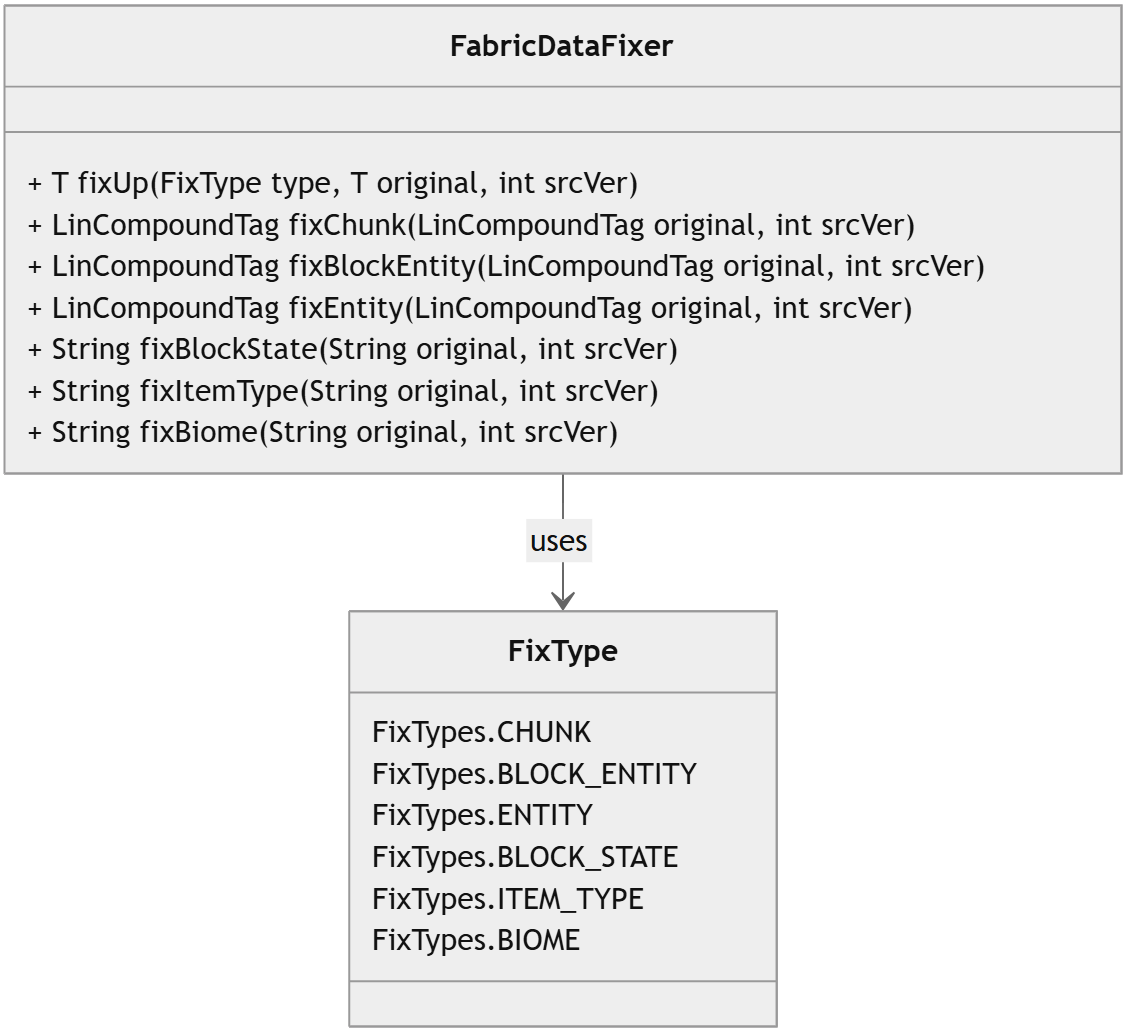 FabricDataFixer
+ T fixUp(FixType type, T original, int srcVer)
+ LinCompoundTag fixChunk(LinCompoundTag original, int srcVer)
+ LinCompoundTag fixBlockEntity(LinCompoundTag original, int srcVer)
+ LinCompoundTag fixEntity(LinCompoundTag original, int srcVer)
+ String fixBlockState(String original, int srcVer)
+ String fixItemType(String original, int srcVer)
+ String fixBiome(String original, int srcVer)
uses
FixType
FixTypes.CHUNK
FixTypes.BLOCK_ENTITY
FixTypes.ENTITY
FixTypes.BLOCK_STATE
FixTypes.ITEM_TYPE
FixTypes.BIOME